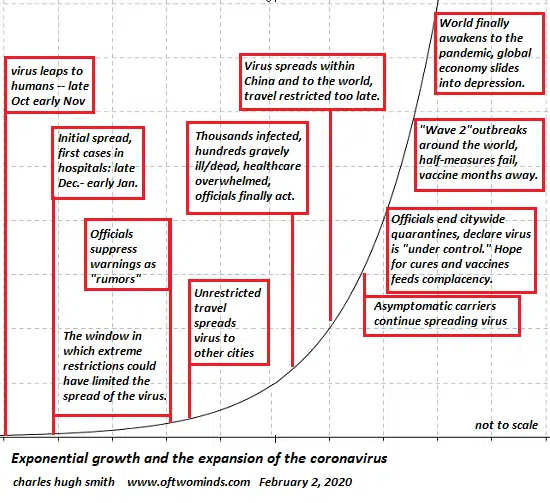 virus leaps to
humans -- late
Oct early Nov
Initial spread,
first cases in
hospitals: late
Dec.- early Jan.
Officials
suppress
warnings as
"rumors"
The window in
which extreme
restrictions could
have limited the
spread of the virus.
Unrestricted
travel
spreads
virus to
other cities
Thousands infected,
hundreds gravely
ill/dead, healthcare
overwhelmed,
officials finally act.
Virus spreads within
China and to the world,
travel restricted too late.
Asymptomatic carriers
continue spreading virus
Officials end citywide
quarantines, declare virus
is "under control." Hope
for cures and vaccines
feeds complacency.
"Wave 2"outbreaks
around the world,
half-measures fail,
vaccine months away.
World finally
awakens to the
pandemic, global
economy slides
into depression.
not to scale
Exponential growth and the expansion of the coronavirus
charles hugh smith www.oftwominds.com February 2, 2020